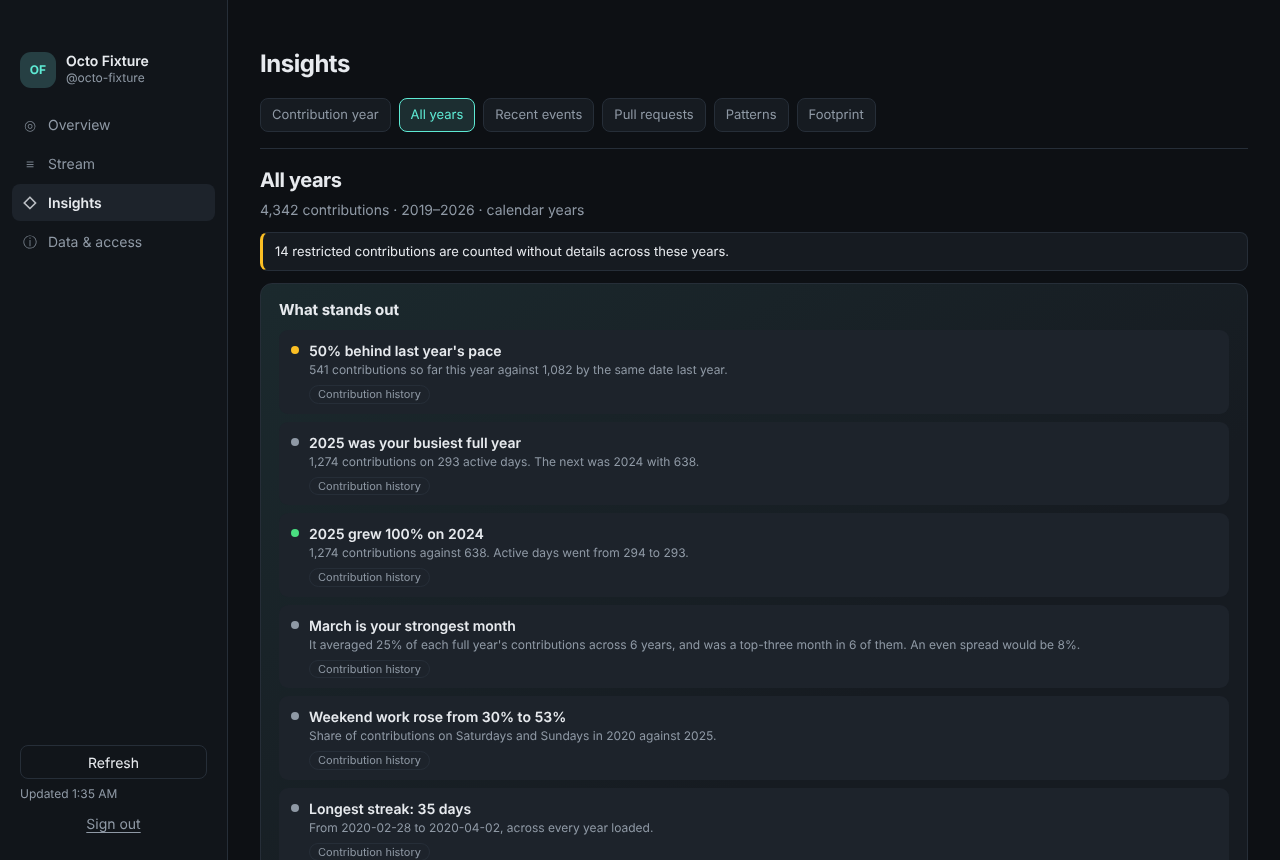 OF
Octo Fixture
@octo-fixture
Overview
Stream
Insights
Data & access
Refresh
Updated 1:35 AM
Sign out
Insights
Contribution year
All years
Recent events
Pull requests
Patterns
Footprint
All years
4,342 contributions · 2019–2026 · calendar years
14 restricted contributions are counted without details across these years.
What stands out
50% behind last year's pace
541 contributions so far this year against 1,082 by the same date last year.
Contribution history
2025 was your busiest full year
1,274 contributions on 293 active days. The next was 2024 with 638.
Contribution history
2025 grew 100% on 2024
1,274 contributions against 638. Active days went from 294 to 293.
Contribution history
March is your strongest month
It averaged 25% of each full year's contributions across 6 years, and was a top-three month in 6 of them. An even spread would be 8%.
Contribution history
Weekend work rose from 30% to 53%
Share of contributions on Saturdays and Sundays in 2020 against 2025.
Contribution history
Longest streak: 35 days
From 2020-02-28 to 2020-04-02, across every year loaded.
Contribution history